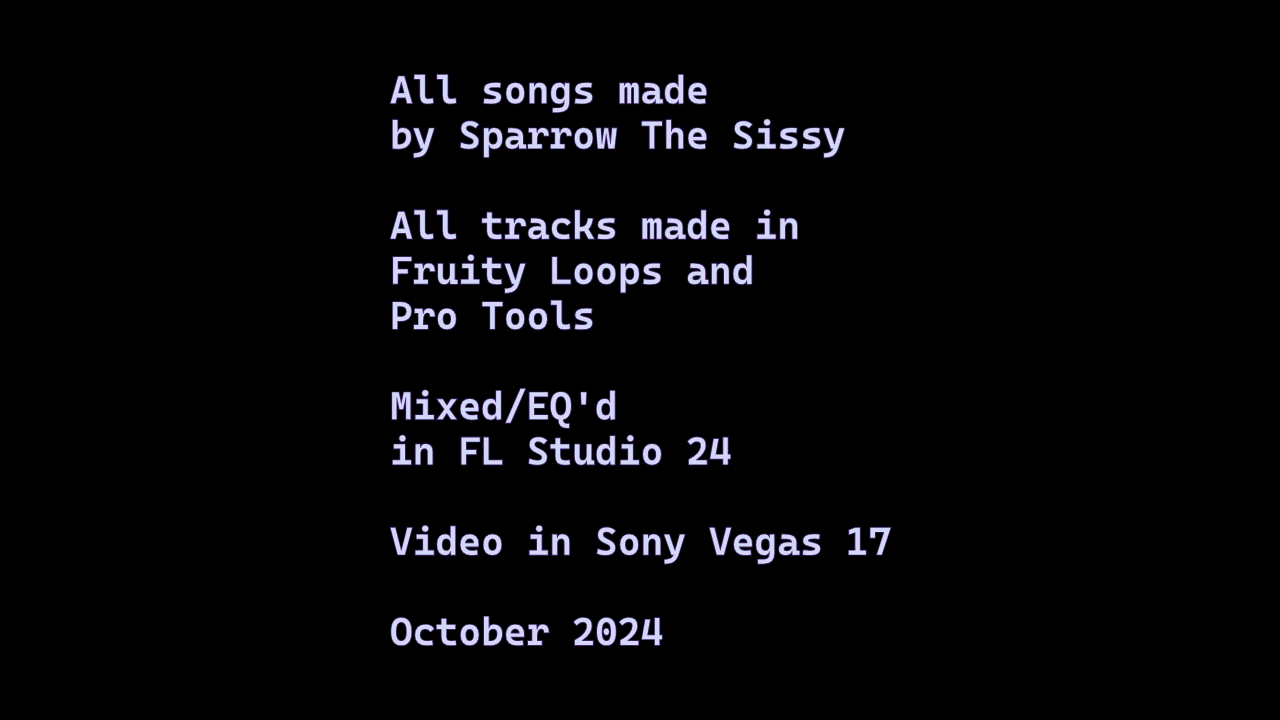 All songs made
by Sparrow The Sissy
All tracks made in
Fruity Loops and
Pro Tools
Mixed/EQ'd
in FL Studio 24
Video in Sony Vegas 17
October 2024